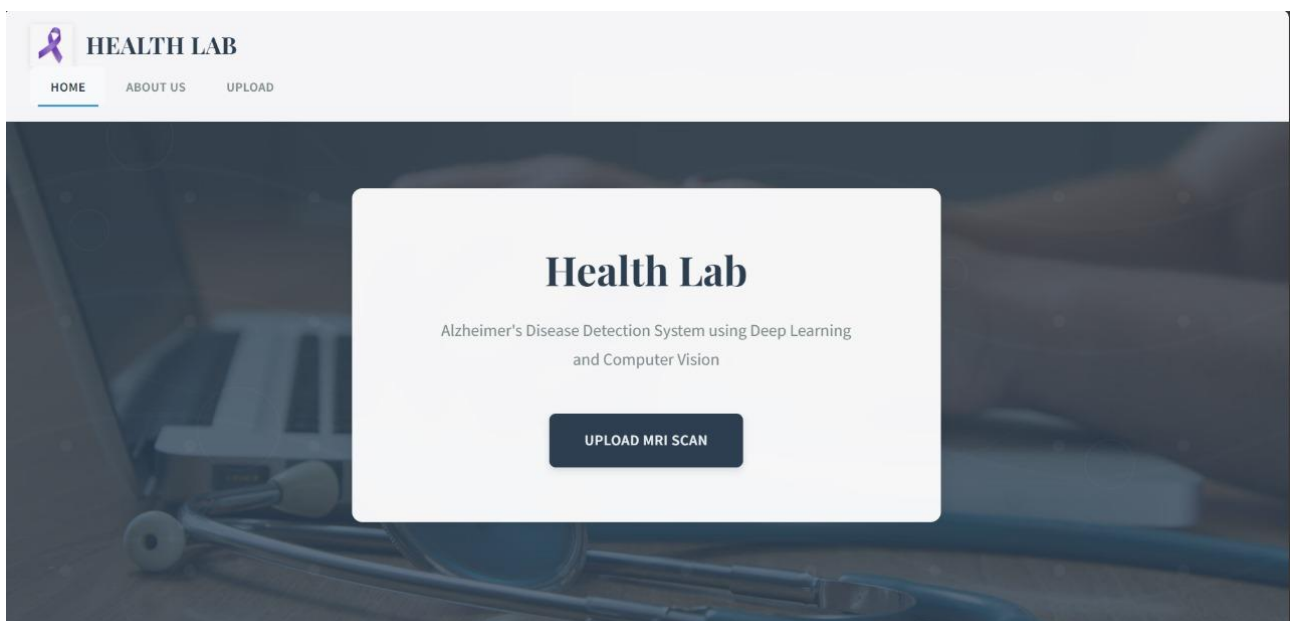 HEALTH LAB
HOME ABOUT US UPLOAD
Health Lab
Alzheimer's Disease Detection System using Deep Learning
and Computer Vision
UPLOAD MRI SCAN